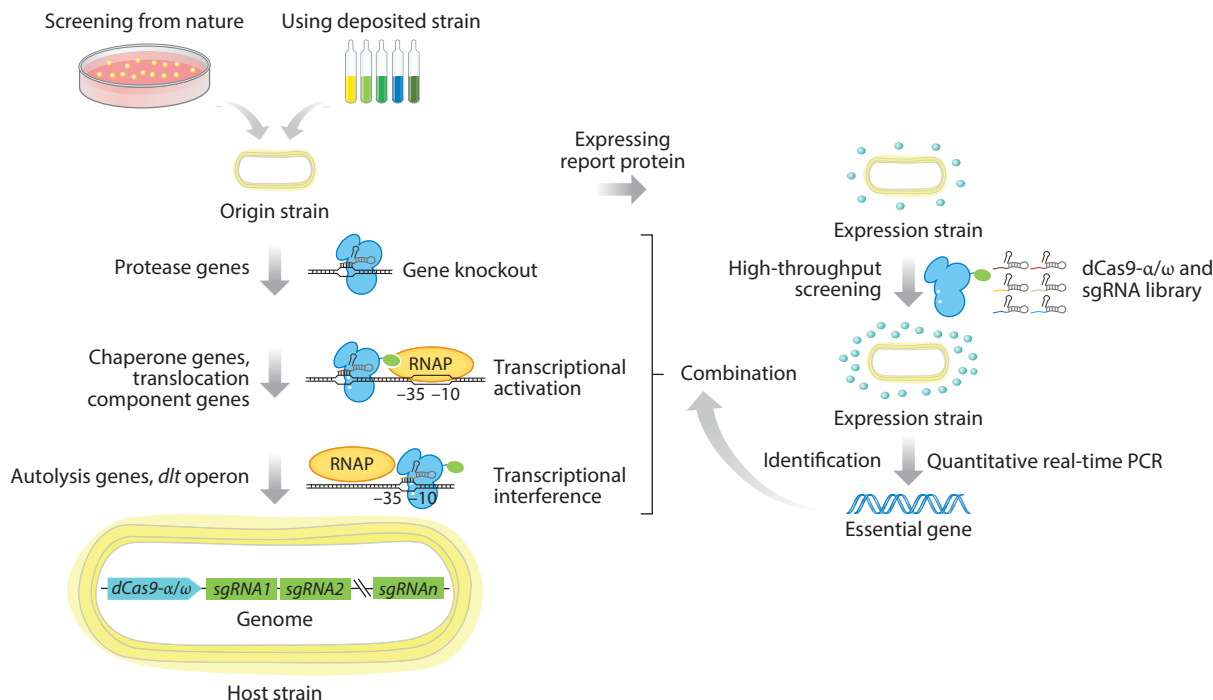 Screening from nature
Using deposited strain
Origin strain
Expressing
report protein
Expression strain
Protease genes
Gene knockout
High-throughput
screening
dCas9-α/ω and
sgRNA library
Chaperone genes,
translocation
component genes
RNAP
–35 –10
Transcriptional
activation
Combination
Expression strain
Autolysis genes, dlt operon
RNAP
–35 –10
Transcriptional
interference
Identification
Quantitative real-time PCR
Essential gene
dCas9-α/ω
sgRNA1
sgRNA2
sgRNAn
Genome
Host strain